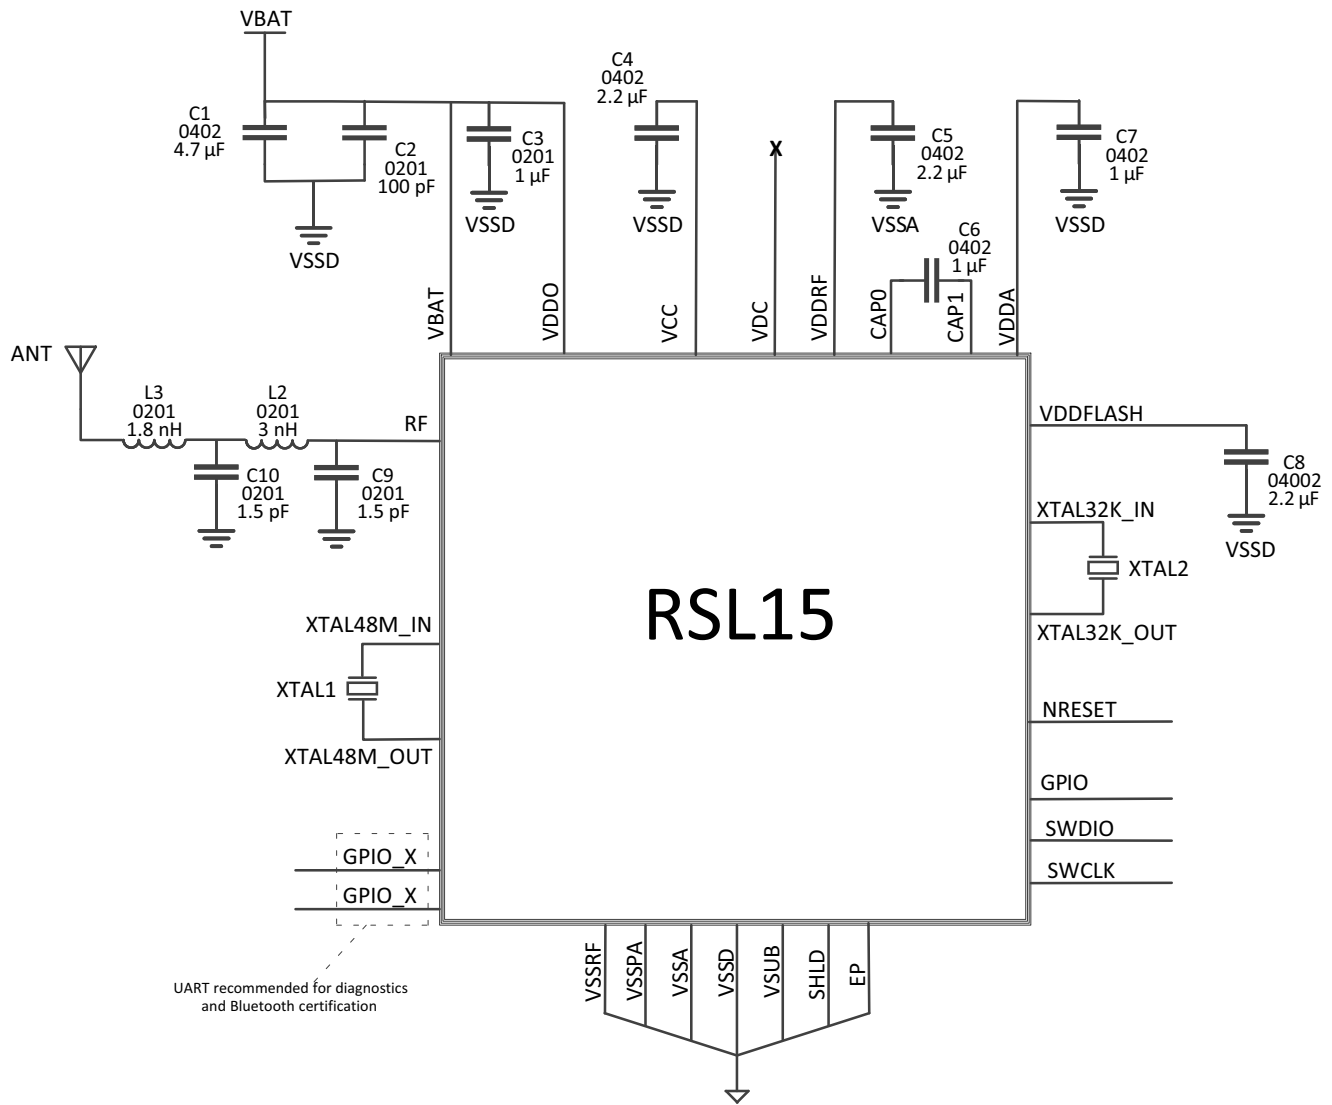 VBAT
C1
0402
4.7 µF
C2
0201
100 pF
VSSD
C3
0201
1 µF
VSSD
C4
0402
2.2 µF
VSSD
X
C5
0402
2.2 µF
VSSA
C6
0402
1 µF
C7
0402
1 µF
VSSD
VBAT
VDDO
VCC
VDC
VDDRF
CAP0
CAP1
VDDA
ANT
L3
0201
1.8 nH
L2
0201
3 nH
RF
C10
0201
1.5 pF
C9
0201
1.5 pF
VDDFLASH
C8
04002
2.2 µF
VSSD
XTAL32K_IN
XTAL2
XTAL32K_OUT
RSL15
XTAL48M_IN
XTAL1
XTAL48M_OUT
NRESET
GPIO
SWDIO
SWCLK
GPIO_X
GPIO_X
UART recommended for diagnostics
and Bluetooth certification
VSSRF
VSSPA
VSSA
VSSD
VSUB
SHLD
EP